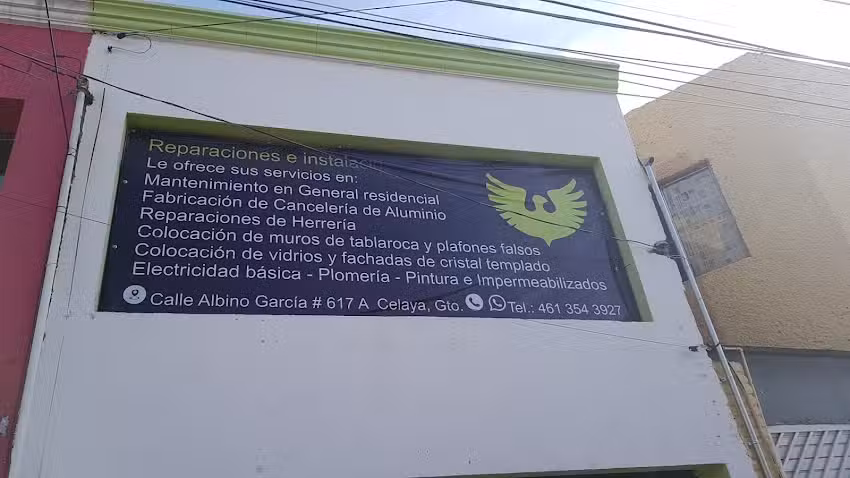 Reparaciones e
Le ofrece sus servicios en:
Mantenimiento en General residencial
Fabricación de Cancelería de Aluminio
Reparaciones de Herrería
Colocación de muros de tablaroca y plafones falsos
Colocación de vidrios y fachadas de cristal templado
Electricidad básica - Plomería - Pintura e Impermeabilizados
Calle Albino García # 617 A Celaya, Gto. Tel.: 461 354 3927